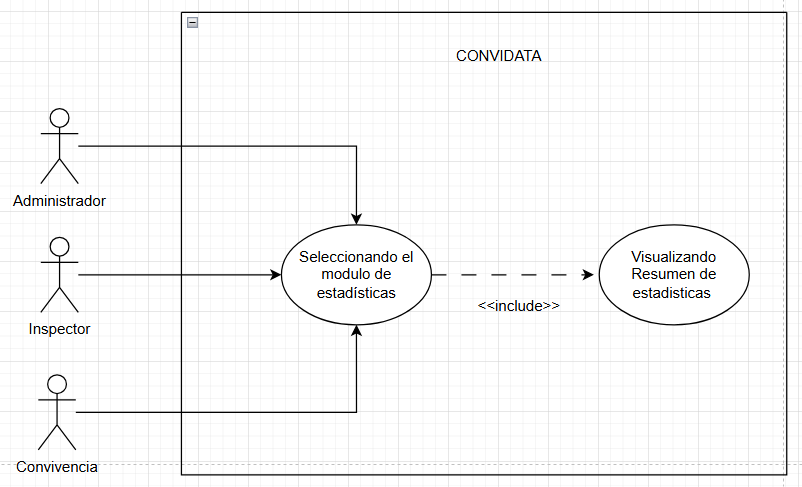 CONVIDATA
Administrador
Seleccionando el
modulo de
estadísticas
Visualizando
Resumen de
estadisticas
<<include>>
Inspector
Convivencia